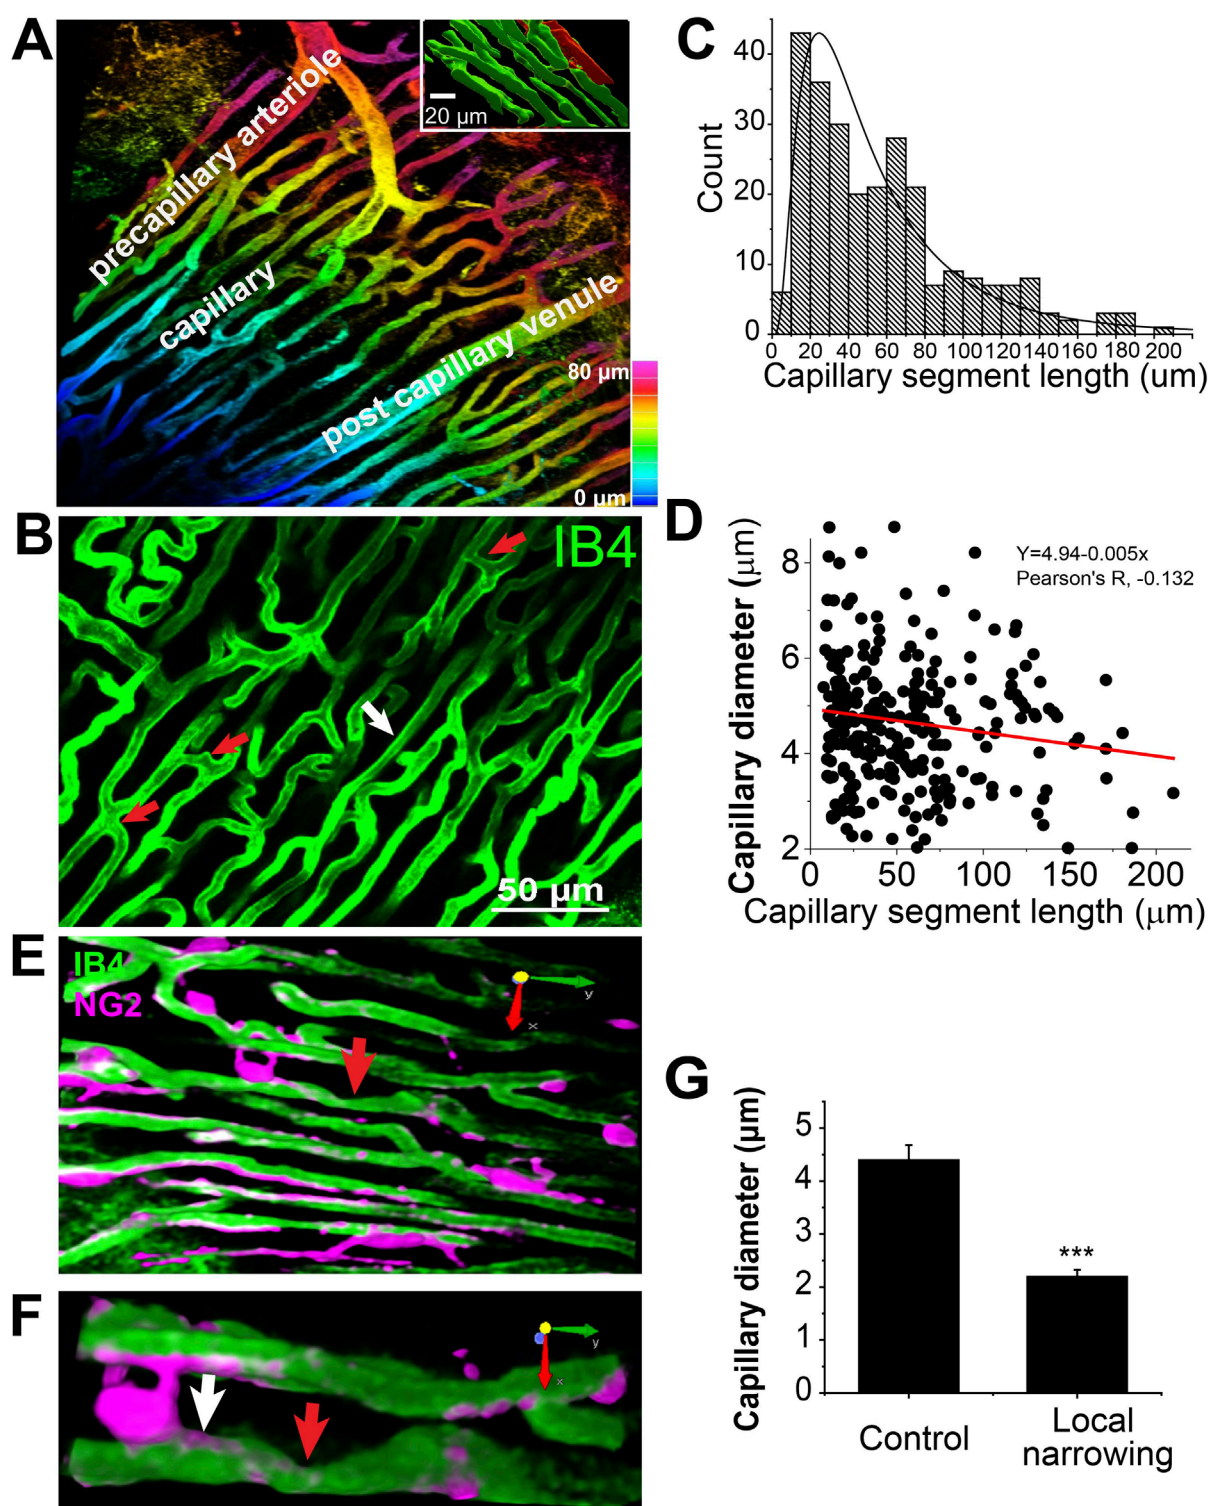 A
precapillary arteriole
capillary
post capillary venule
20 µm
80 µm
0 µm
B
IB4
50 µm
C
Count
40
30
20
10
0
0 20 40 60 80 100 120 140 160 180 200
Capillary segment length (um)
D
Capillary diameter (µm)
8
6
4
2
Y=4.94-0.005x
Pearson's R, -0.132
0 50 100 150 200
Capillary segment length (µm)
E
IB4
NG2
y
x
F
y
x
G
Capillary diameter (µm)
5
4
3
2
1
0
***
Control
Local
narrowing